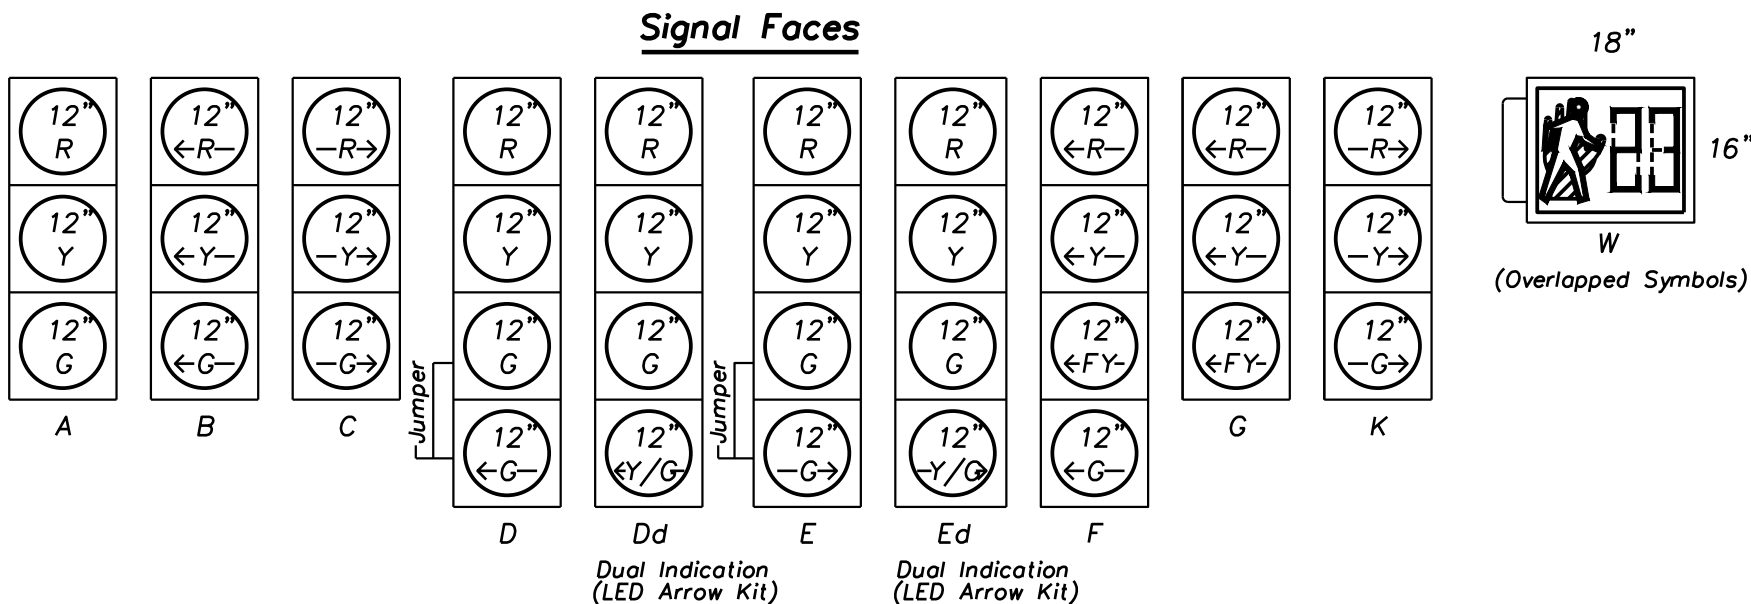 Signal Faces
18”
12” 12” 12” 12” 12” 12” 12” 12” 12” 12”
R ←R— —R→ R R R R ←R— ←R— —R→
23
16”
12” 12” 12” 12” 12” 12” 12” 12” 12” 12”
Y ←Y— —Y→ Y Y Y Y ←Y— ←Y— —Y→
W
(Overlapped Symbols)
12” 12” 12” 12” 12” 12” 12” 12” 12” 12”
G ←G— —G→ G G G G ←FY- ←FY- —G→
Jumper Jumper
A B C G K
12” 12” 12” 12” 12”
←G— ←Y/G- —G→ -Y/G→ ←G—
D Dd E Ed F
Dual Indication
(LED Arrow Kit)
Dual Indication
(LED Arrow Kit)